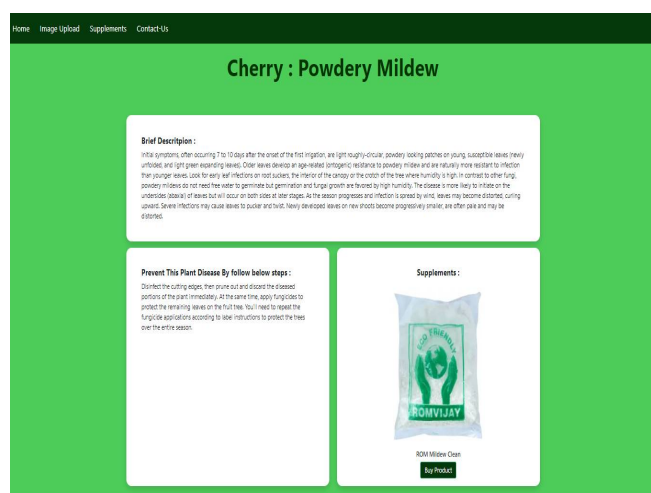 Home Image Upload Supplements Contact-Us
Cherry : Powdery Mildew
Brief Descritpion :
Initial symptoms, often occurring 7 to 10 days after the onset of the first irrigation, are light roughly-circular, powdery looking patches on young, susceptible leaves (newly
unfolded, and light green expanding leaves). Older leaves develop an age-related (ontogenic) resistance to powdery mildew and are naturally more resistant to infection
than younger leaves. Look for early leaf infections on root suckers, the interior of the canopy or the crotch of the tree where humidity is high. In contrast to other fungi,
powdery mildews do not need free water to germinate but germination and fungal growth are favored by high humidity. The disease is more likely to initiate on the
undersides (abaxial) of leaves but will occur on both sides at later stages. As the season progresses and infection is spread by wind, leaves may become distorted, curling
upward. Severe infections may cause leaves to pucker and twist. Newly developed leaves on new shoots become progressively smaller, are often pale and may be
distorted.
Prevent This Plant Disease By follow below steps :
Disinfect the cutting edges, then prune out and discard the diseased
portions of the plant immediately. At the same time, apply fungicides to
protect the remaining leaves on the fruit tree. You'll need to repeat the
fungicide applications according to label instructions to protect the trees
over the entire season.
Supplements :
ECO FRIENDLY
ROMVIJAY
ROM Mildew Clean
Buy Product